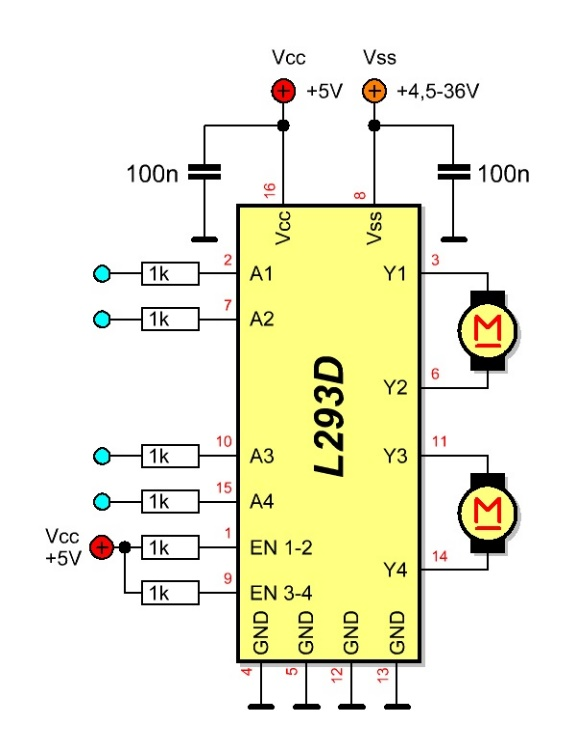 Vcc Vss
+5V +4,5-36V
100n 100n
16 8
Vcc Vss
2 3
1k A1 Y1
7
1k A2
M
L293D
6
Y2
10 11
1k A3 Y3
15
1k A4
M
Vcc
+5V
1
1k EN 1-2
14
Y4
9
1k EN 3-4
GND GND GND GND
4 5 12 13